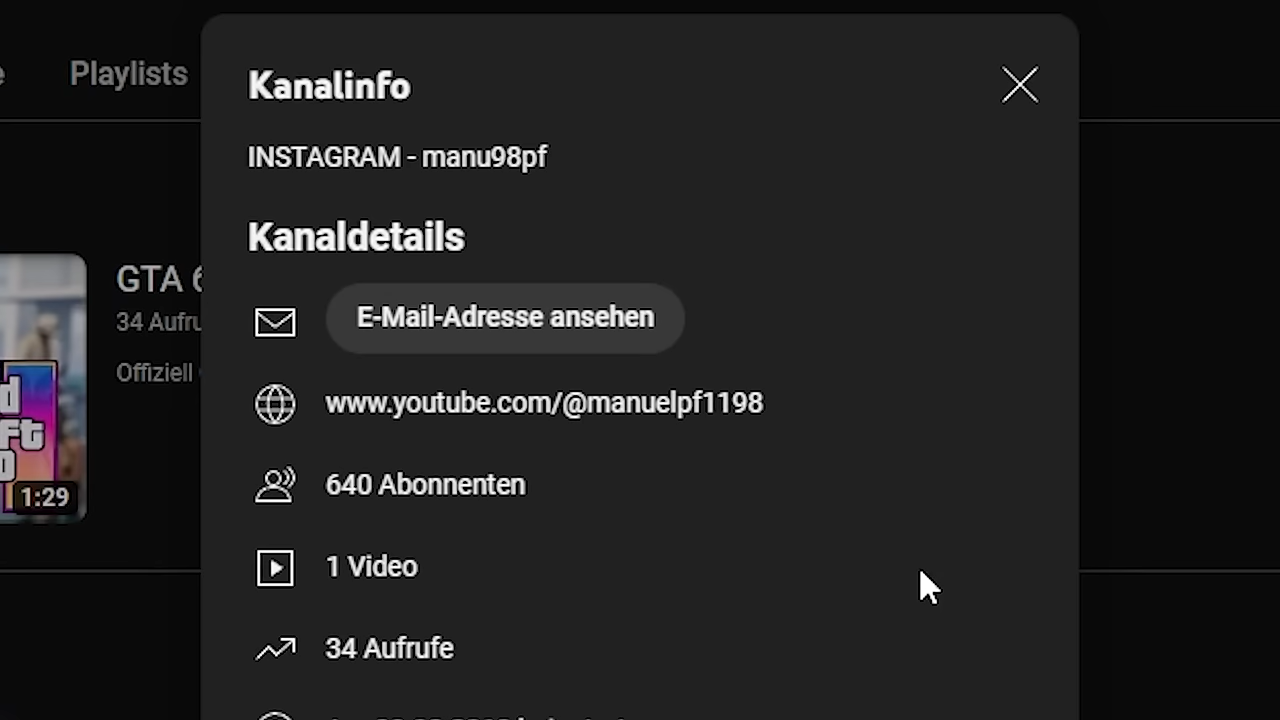 Playlists
Kanalinfo
INSTAGRAM - manu98pf
Kanaldetails
GTA 6
34 Aufru
Offiziell
1:29
E-Mail-Adresse ansehen
www.youtube.com/@manuelpf1198
640 Abonnenten
1 Video
34 Aufrufe